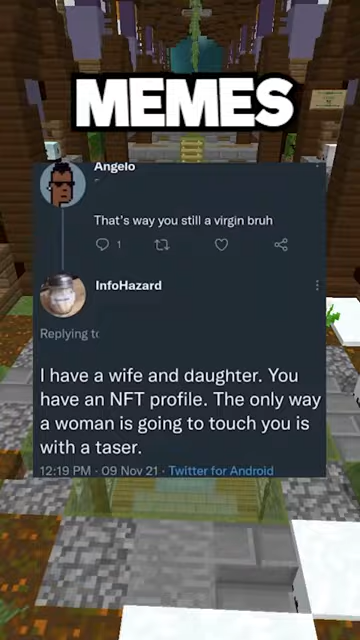 MEMES
Angelo
That's way you still a virgin bruh
1
InfoHazard
Replying to
I have a wife and daughter. You
have an NFT profile. The only way
a woman is going to touch you is
with a taser.
12:19 PM · 09 Nov 21 · Twitter for Android